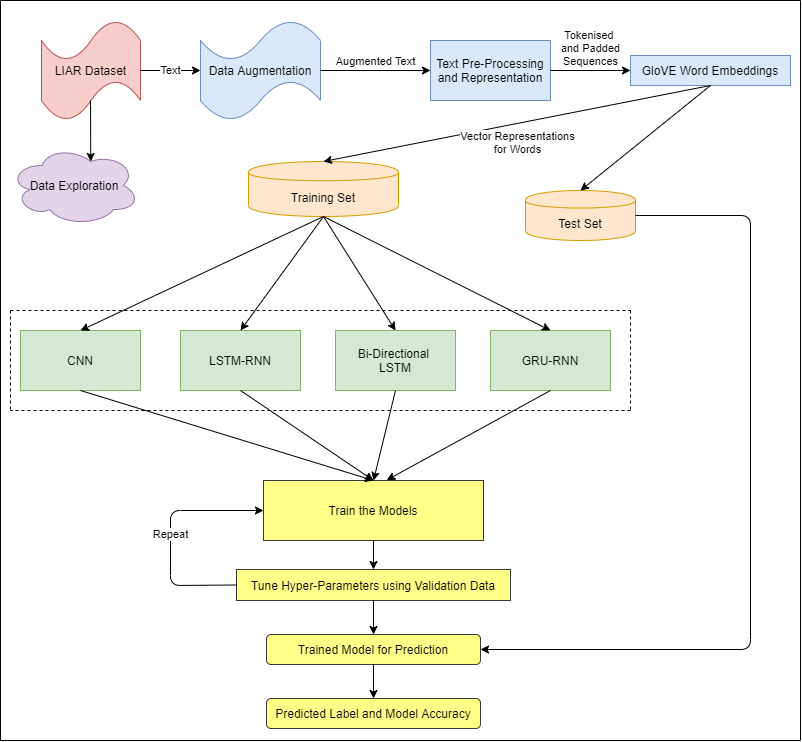 LIAR Dataset
Text
Data Augmentation
Augmented Text
Text Pre-Processing
and Representation
Tokenised
and Padded
Sequences
GloVE Word Embeddings
Data Exploration
Vector Representations
for Words
Training Set
Test Set
CNN
LSTM-RNN
Bi-Directional
LSTM
GRU-RNN
Train the Models
Repeat
Tune Hyper-Parameters using Validation Data
Trained Model for Prediction
Predicted Label and Model Accuracy